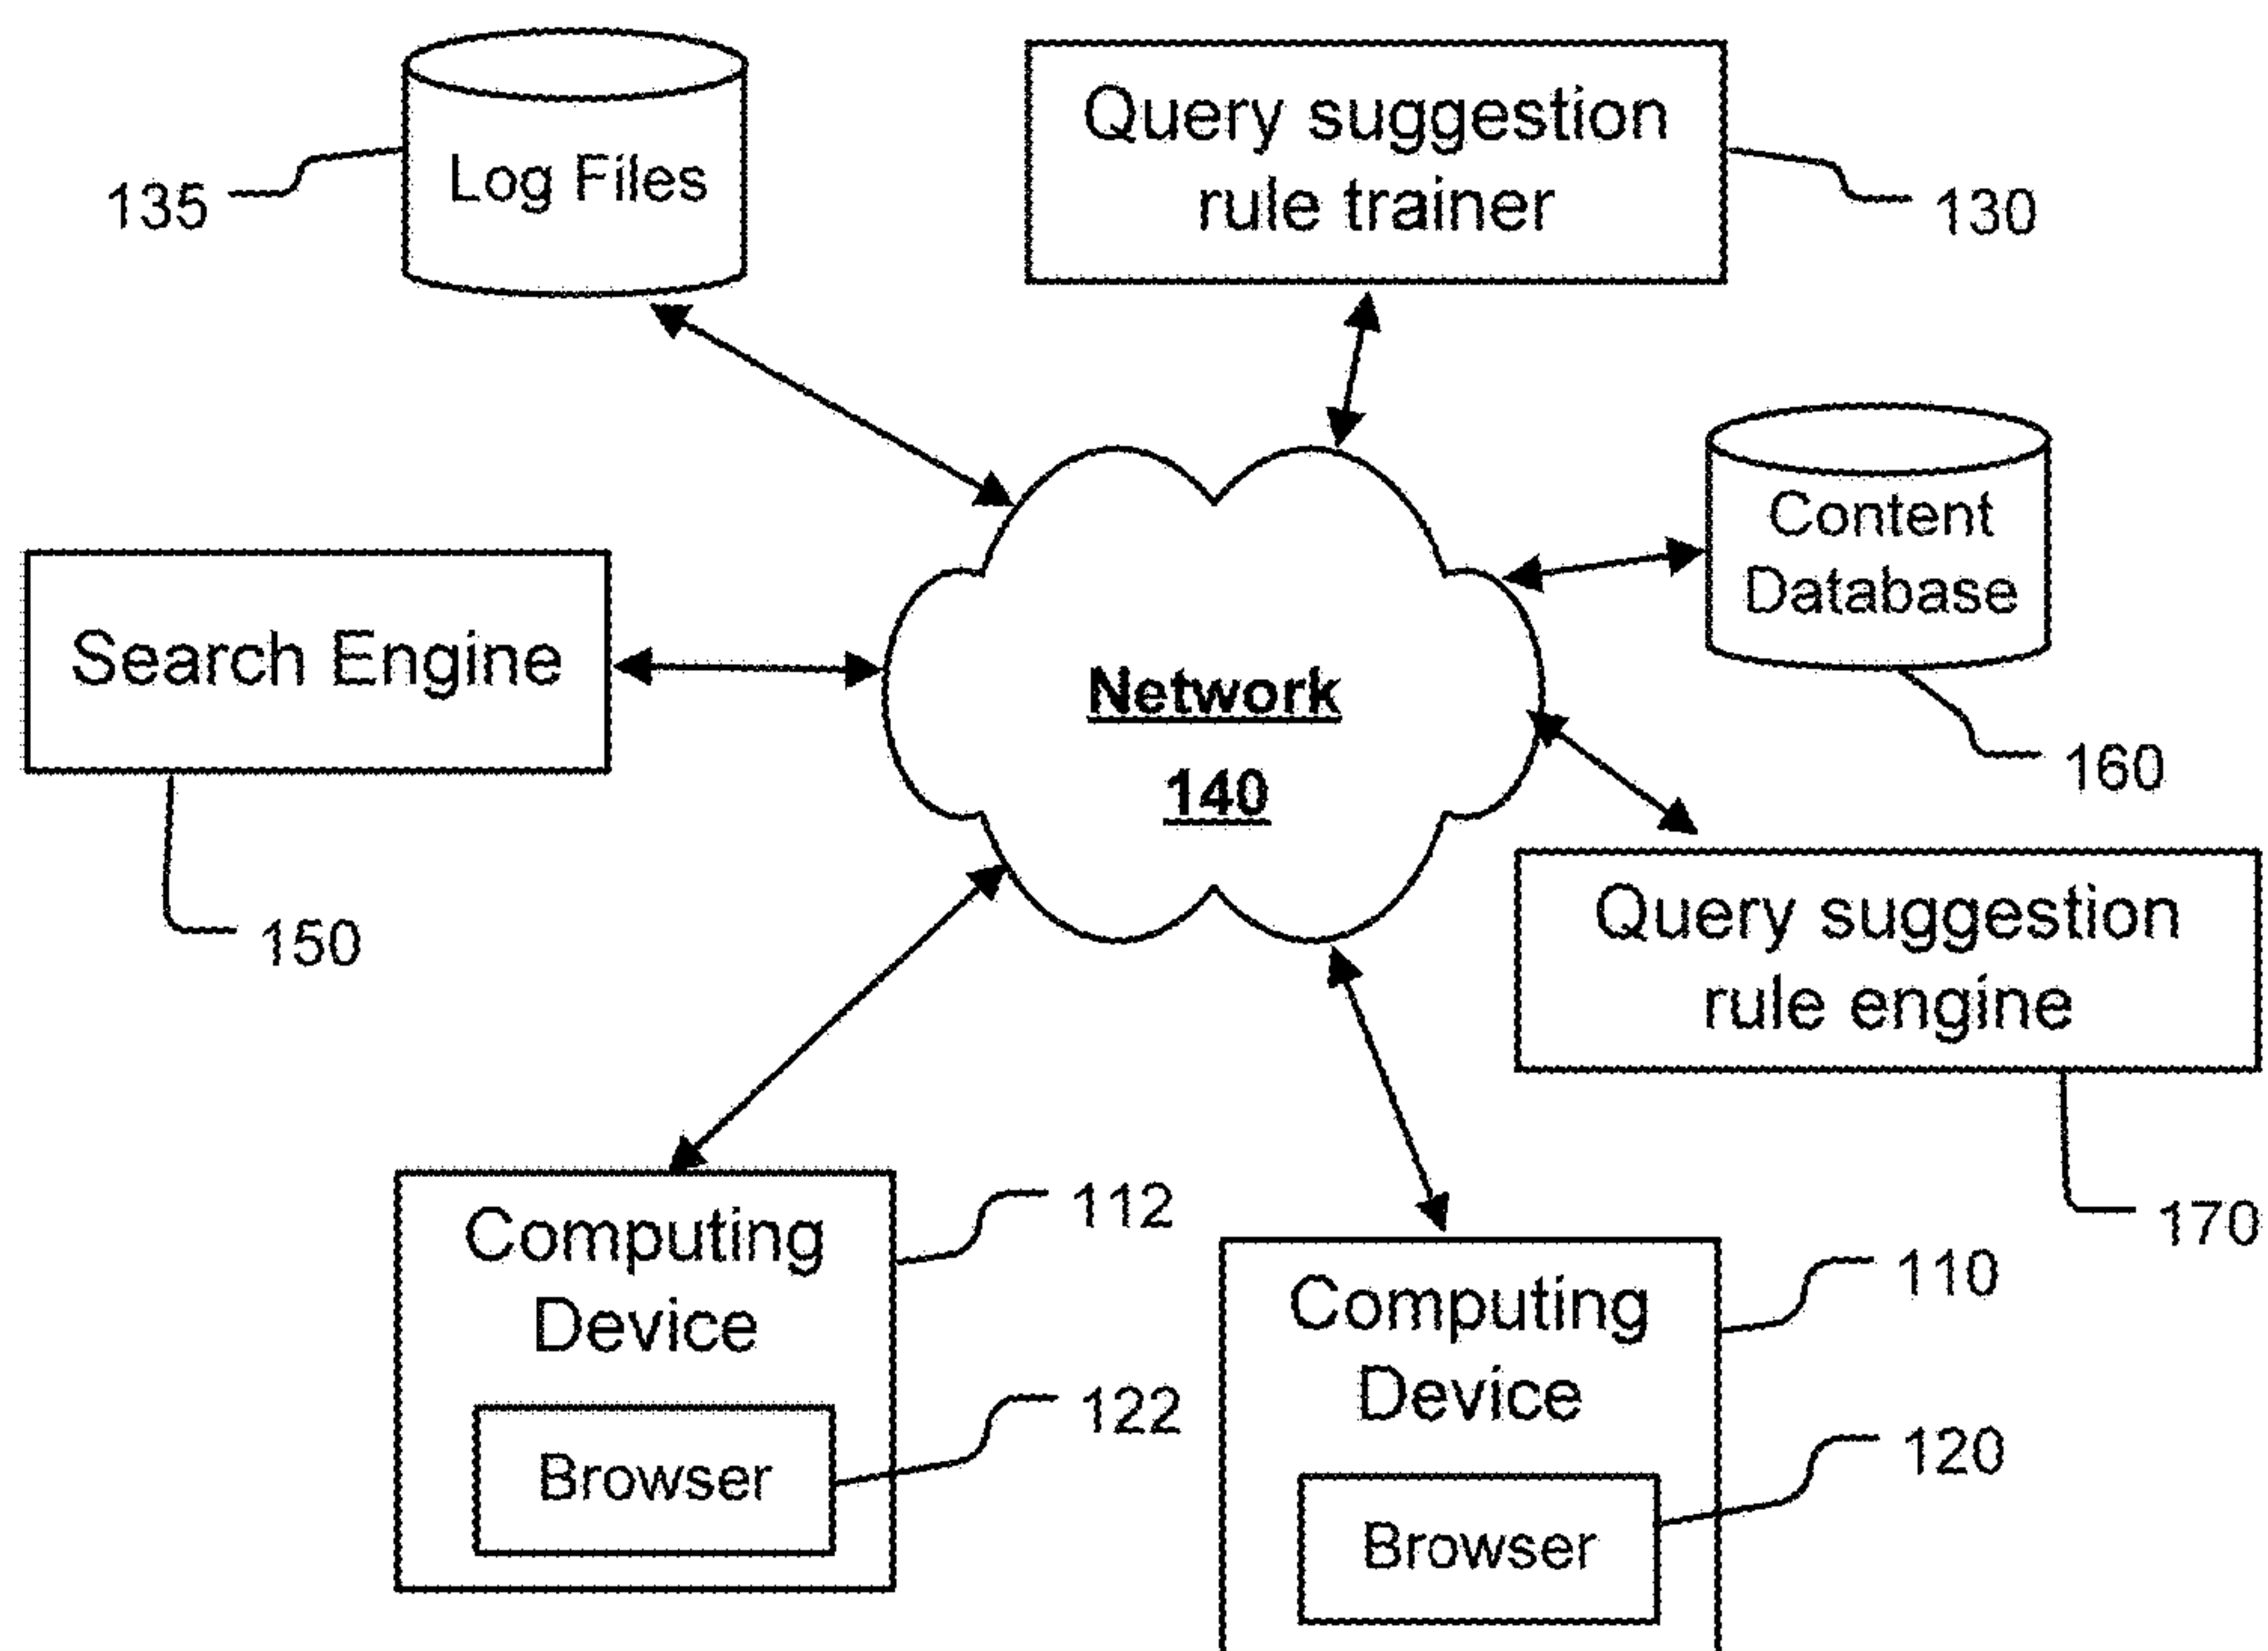 Log Files
135
Query suggestion
rule trainer
130
Content
Database
160
Search Engine
150
Network
140
Query suggestion
rule engine
170
Computing
Device
112
Browser
122
Computing
Device
110
Browser
120